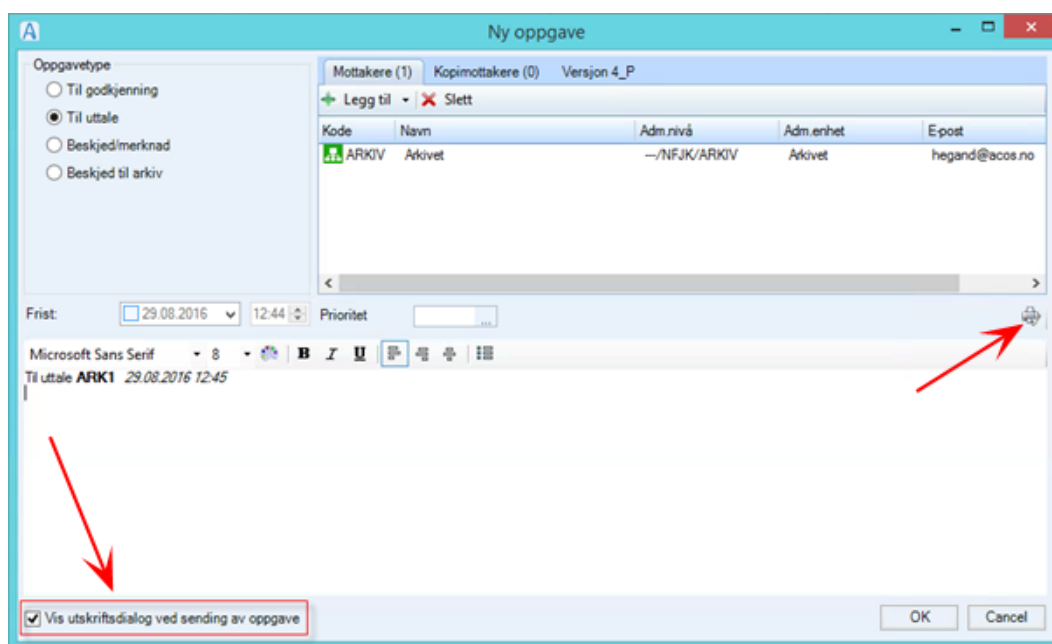 A
Ny oppgave
Oppgavetype
Til godkjenning
Til uttale
Beskjed/merknad
Beskjed til arkiv
Mottakere (1) Kopimottakere (0) Versjon 4_P
Legg til Slett
Kode Navn Adm.nivå Adm.enhet E-post
ARKIV Arkivet ---/NFJK/ARKIV Arkivet hegand@acos.no
Frist: 29.08.2016 12:44 Prioritet ...
Microsoft Sans Serif 8 B I U
Til uttale ARK1 29.08.2016 12:45
Vis utskriftsdialog ved sending av oppgave
OK Cancel